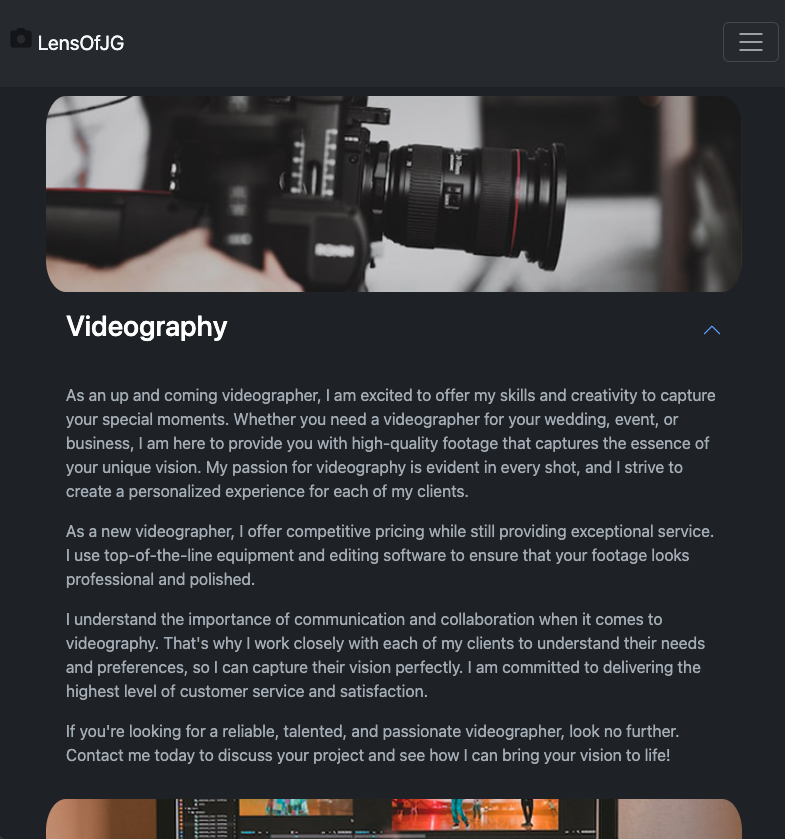 LensOfJG
Videography
As an up and coming videographer, I am excited to offer my skills and creativity to capture
your special moments. Whether you need a videographer for your wedding, event, or
business, I am here to provide you with high-quality footage that captures the essence of
your unique vision. My passion for videography is evident in every shot, and I strive to
create a personalized experience for each of my clients.
As a new videographer, I offer competitive pricing while still providing exceptional service.
I use top-of-the-line equipment and editing software to ensure that your footage looks
professional and polished.
I understand the importance of communication and collaboration when it comes to
videography. That's why I work closely with each of my clients to understand their needs
and preferences, so I can capture their vision perfectly. I am committed to delivering the
highest level of customer service and satisfaction.
If you're looking for a reliable, talented, and passionate videographer, look no further.
Contact me today to discuss your project and see how I can bring your vision to life!